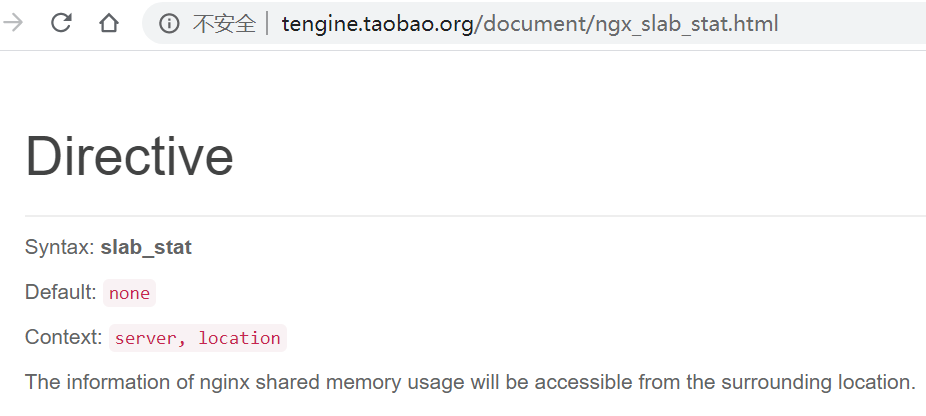 不安全 | tengine.taobao.org/document/ngx_slab_stat.html
Directive
Syntax: slab_stat
Default: none
Context: server, location
The information of nginx shared memory usage will be accessible from the surrounding location.